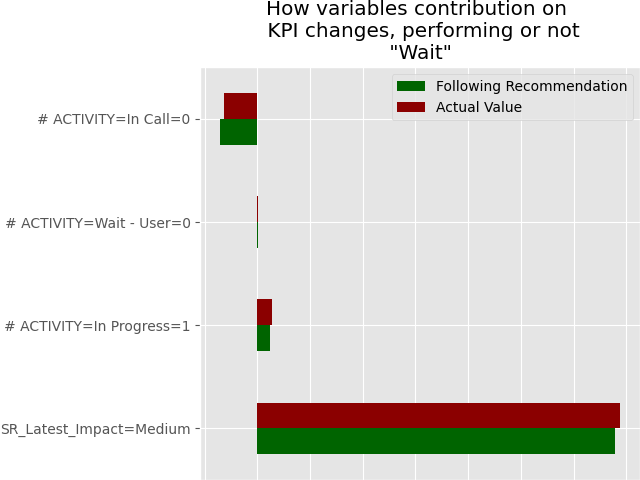 How variables contribution on
KPI changes, performing or not
"Wait"
Following Recommendation
Actual Value
# ACTIVITY=In Call=0
# ACTIVITY=Wait - User=0
# ACTIVITY=In Progress=1
SR_Latest_Impact=Medium